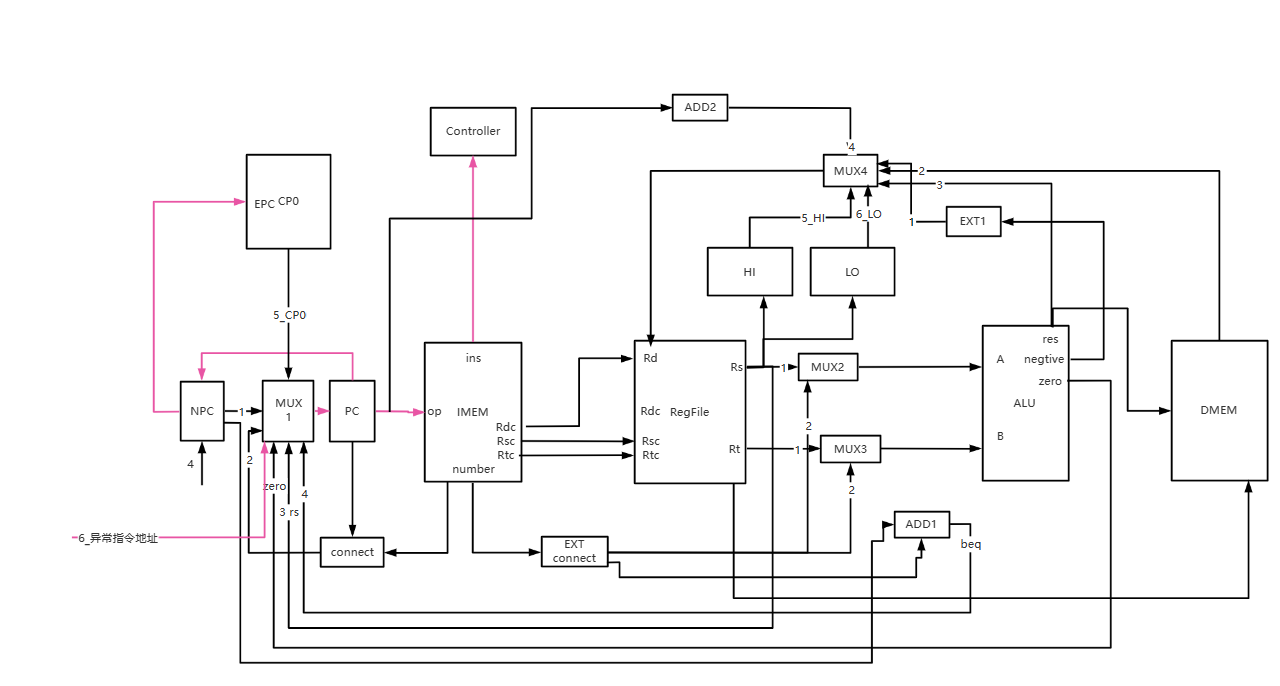 ADD2
Controller
4
MUX4
2
3
EPC CP0
5_HI
6_LO
1
EXT1
HI
LO
5_CP0
ins
Rd
Rs
1
MUX2
res
A
negtive
zero
NPC
1
MUX
1
PC
op
IMEM
Rdc
RegFile
ALU
DMEM
Rdc
2
Rsc
Rsc
B
Rtc
Rtc
Rt
1
MUX3
4
2
number
zero
4
2
3 rs
ADD1
6_异常指令地址
connect
EXT
connect
beq